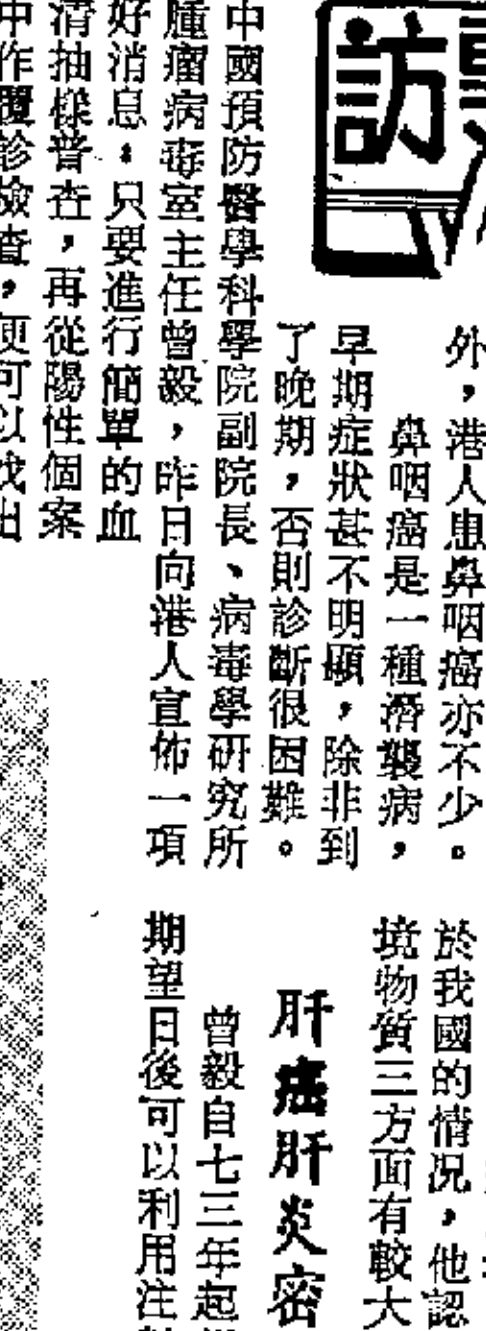 訪
外，港人患鼻咽癌亦不少。
鼻咽癌是一種潛襲病，
早期症狀甚不明顯，除非到
了晚期，否則診斷很困難。
中國預防醫學科學院副院長、病毒學研究所
腫瘤病毒室主任曾毅，昨日向港人宣佈一項
好消息：只要進行簡單的血
清抽樣普查，再從陽性個案
中作覆診檢查，便可以找出
於我國的情況，他認
境物質三方面有較大
肝癌肝炎密
曾毅自七三年起
期望日後可以利用注